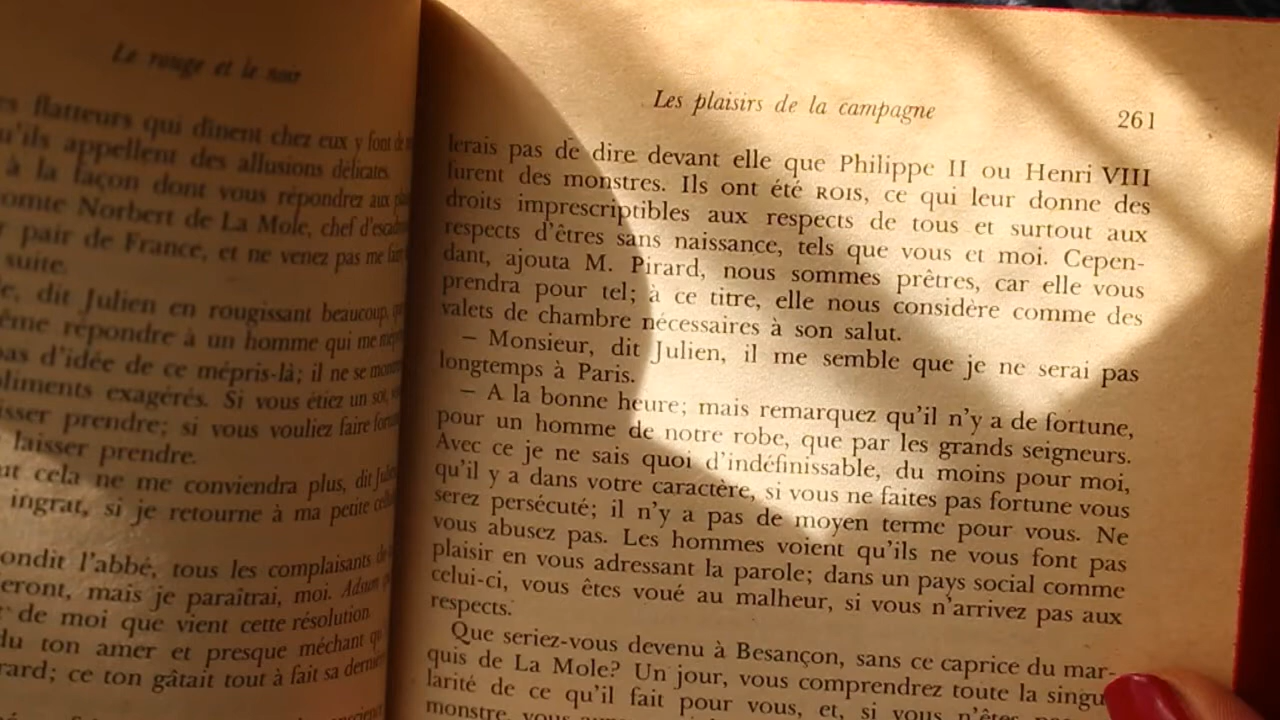 Le rouge et le noir
flatteurs qui dînent chez eux y font de
qu'ils appellent des allusions délicates.
à la façon dont vous répondrez aux
comte Norbert de La Mole, chef d'escadron
pair de France, et ne venez pas me faire
suite.
dit Julien en rougissant beaucoup,
même répondre à un homme qui me
pas d'idée de ce mépris-là; il ne se
compliments exagérés. Si vous étiez un sot,
laisser prendre; si vous vouliez faire fortune
laisser prendre.
cela ne me conviendra plus, dit Julien
ingrat, si je retourne à ma petite
répondit l'abbé, tous les complaisants de
mais je paraîtrai, moi.
de moi que vient cette résolution.
du ton amer et presque méchant
Pirard; ce ton gâtait tout à fait sa
Les plaisirs de la campagne
261
lerais pas de dire devant elle que Philippe II ou Henri VIII
furent des monstres. Ils ont été ROIS, ce qui leur donne des
droits imprescriptibles aux respects de tous et surtout aux
respects d'êtres sans naissance, tels que vous et moi. Cepen-
dant, ajouta M. Pirard, nous sommes prêtres, car elle vous
prendra pour tel; à ce titre, elle nous considère comme des
valets de chambre nécessaires à son salut.
– Monsieur, dit Julien, il me semble que je ne serai pas
longtemps à Paris.
– A la bonne heure; mais remarquez qu'il n'y a de fortune,
pour un homme de notre robe, que par les grands seigneurs.
Avec ce je ne sais quoi d'indéfinissable, du moins pour moi,
qu'il y a dans votre caractère, si vous ne faites pas fortune vous
serez persécuté; il n'y a pas de moyen terme pour vous. Ne
vous abusez pas. Les hommes voient qu'ils ne vous font pas
plaisir en vous adressant la parole; dans un pays social comme
celui-ci, vous êtes voué au malheur, si vous n'arrivez pas aux
respects.
Que seriez-vous devenu à Besançon, sans ce caprice du mar-
quis de La Mole? Un jour, vous comprendrez toute la singu-
larité de ce qu'il fait pour vous, et, si vous n'êtes pas
monstre, vous